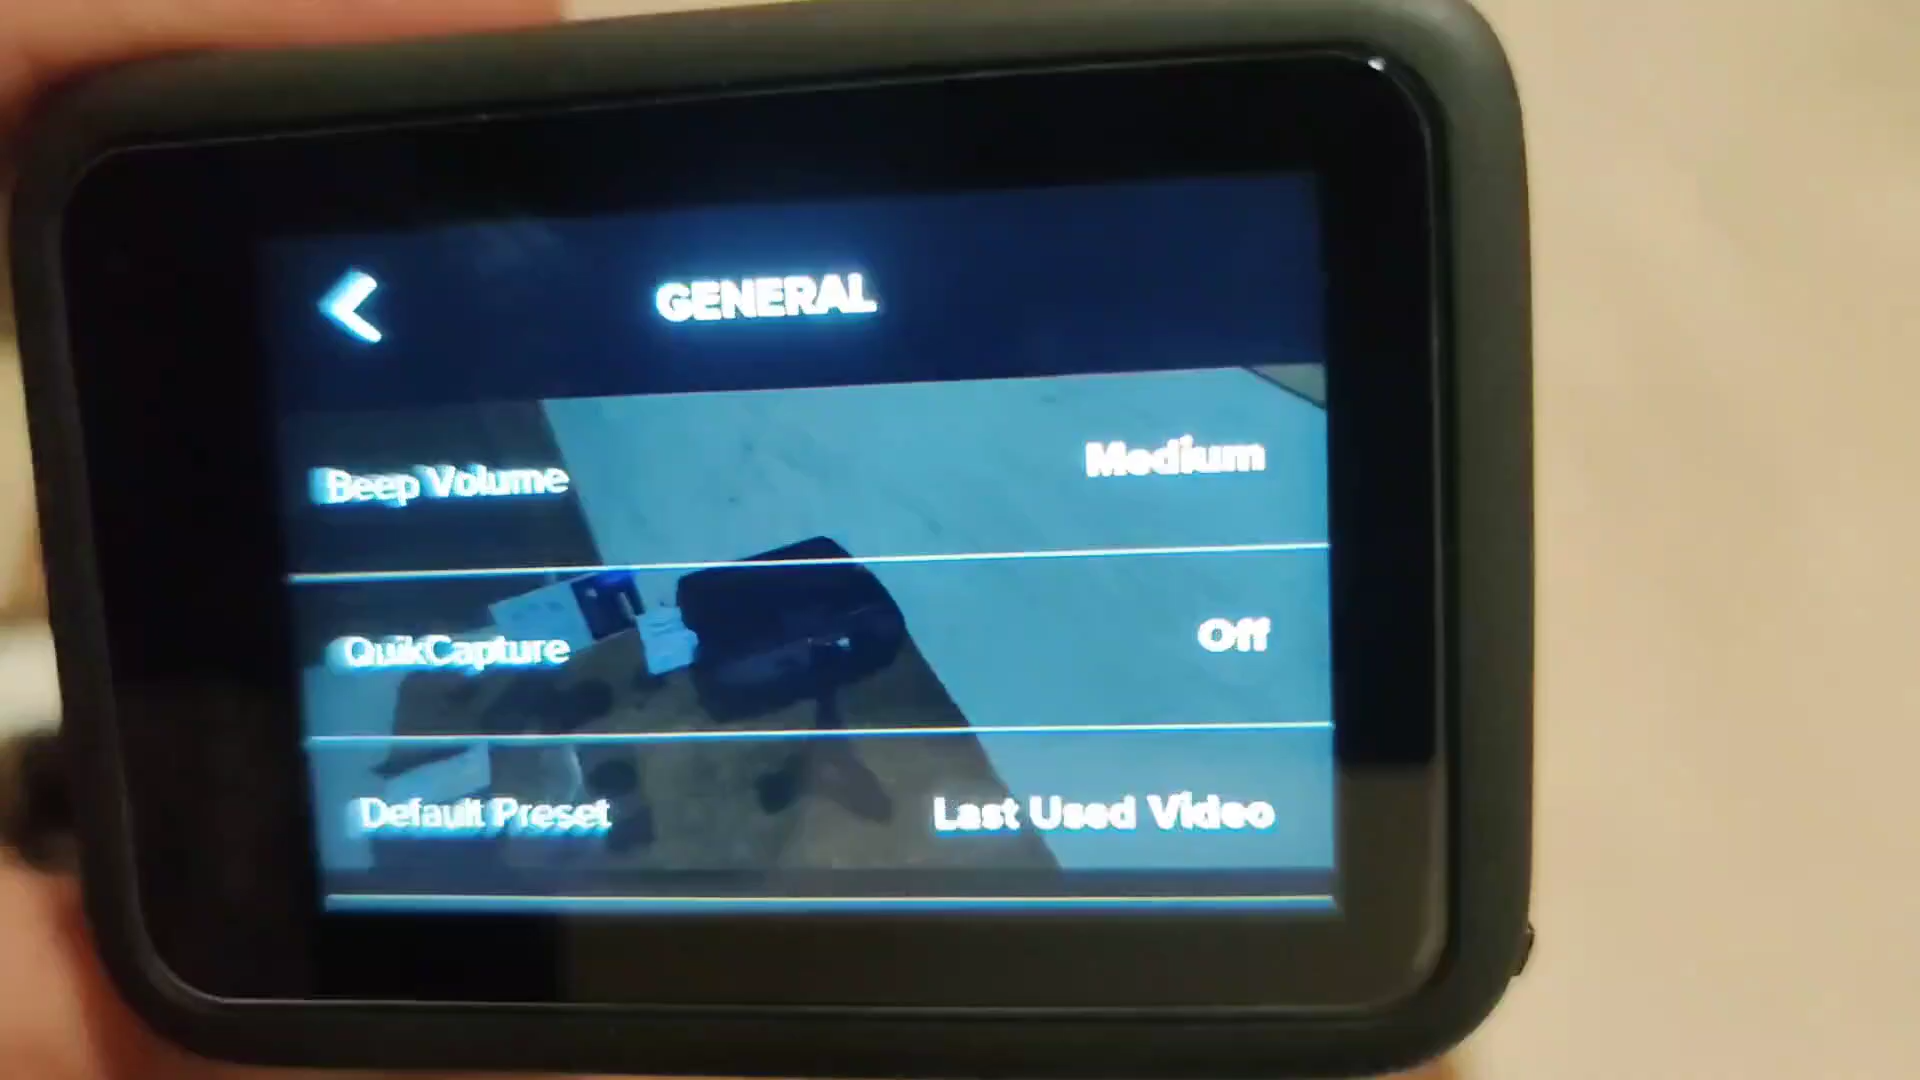 GENERAL
Beep Volume Medium
QuikCapture Off
Default Preset Last Used Video